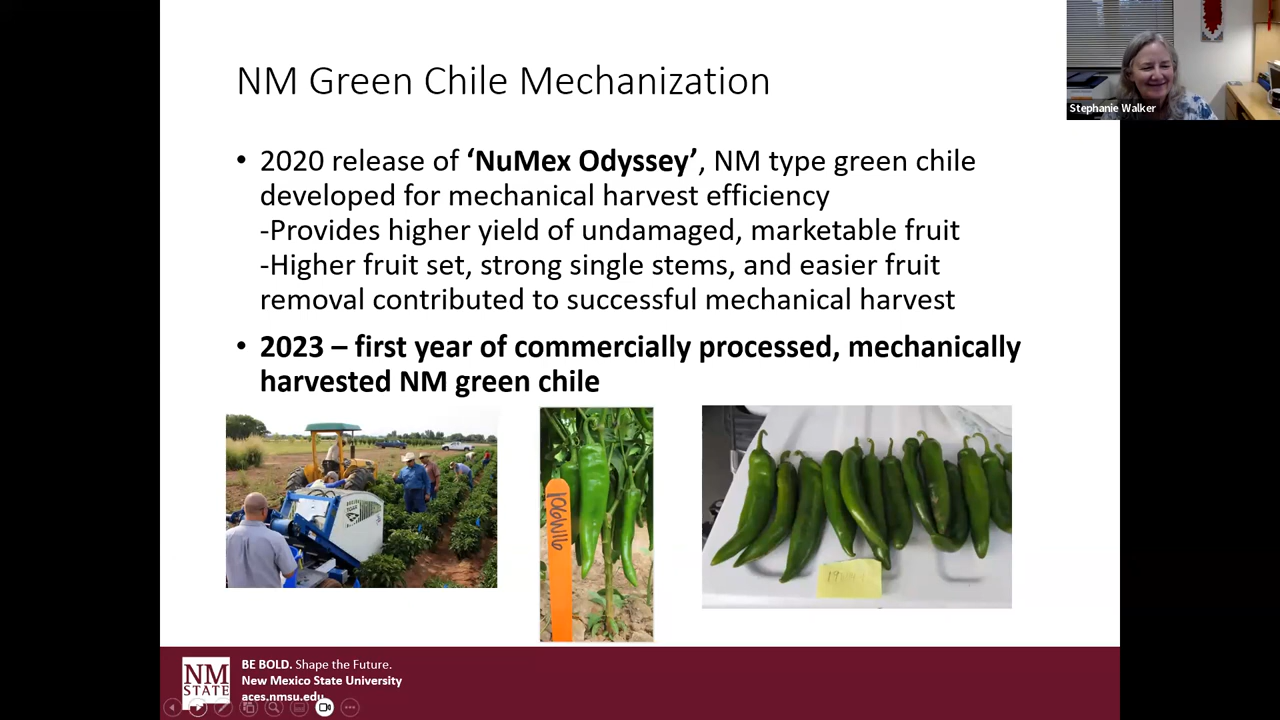 NM Green Chile Mechanization
Stephanie Walker
• 2020 release of ‘NuMex Odyssey’, NM type green chile
developed for mechanical harvest efficiency
-Provides higher yield of undamaged, marketable fruit
-Higher fruit set, strong single stems, and easier fruit
removal contributed to successful mechanical harvest
• 2023 – first year of commercially processed, mechanically
harvested NM green chile
NM
STATE
BE BOLD. Shape the Future.
New Mexico State University
aces.nmsu.edu